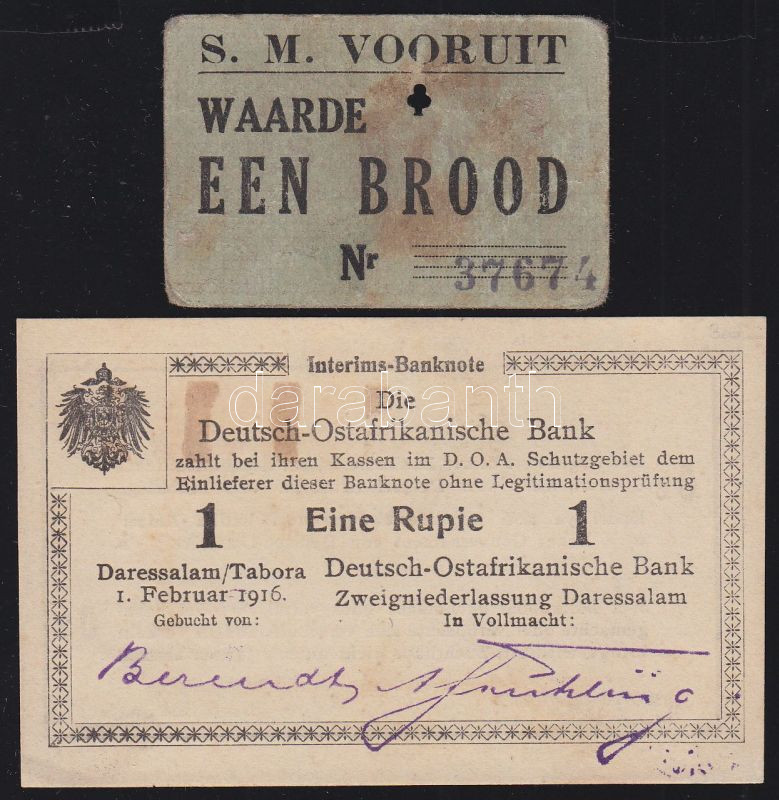 S. M. VOORUIT
WAARDE
EEN BROOD
Nr 37674
Interims-Banknote
Die
Deutsch-Ostafrikanische Bank
zahlt bei ihren Kassen im D. O. A. Schutzgebiet dem
Einlieferer dieser Banknote ohne Legitimationsprüfung
1 Eine Rupie 1
Daressalam/Tabora Deutsch-Ostafrikanische Bank
1. Februar 1916. Zweigniederlassung Daressalam
Gebucht von: In Vollmacht:
Berendt
darabanth